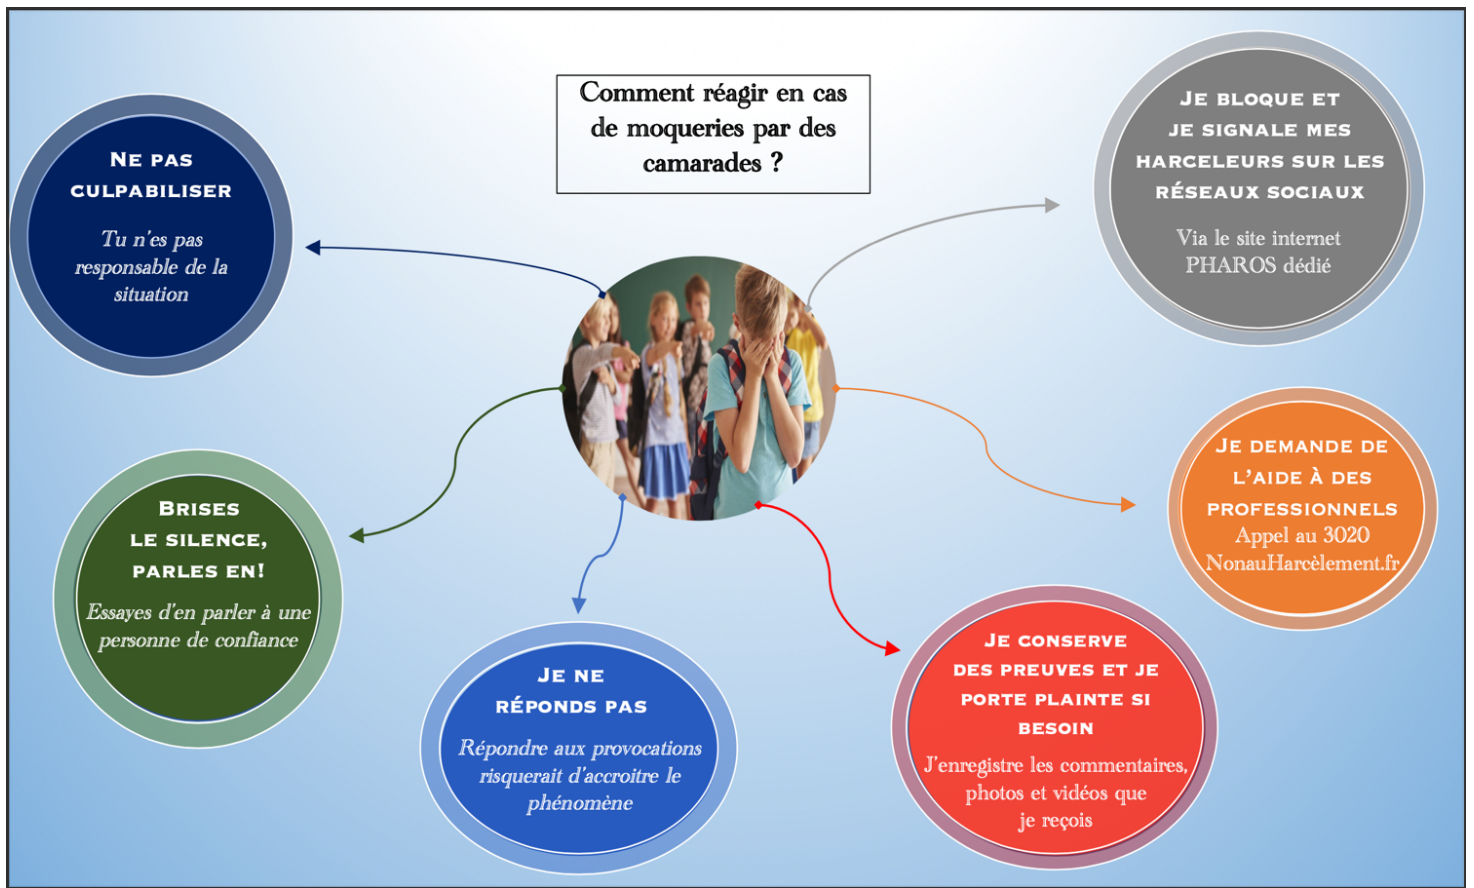 Comment réagir en cas
de moqueries par des
camarades ?
Ne pas
culpabiliser
Tu n'es pas
responsable de la
situation
Brises
le silence,
parles en!
Essayes d'en parler à une
personne de confiance
Je ne
réponds pas
Répondre aux provocations
risquerait d'accroitre le
phénomène
Je conserve
des preuves et je
porte plainte si
besoin
J'enregistre les commentaires,
photos et vidéos que
je reçois
Je demande de
l'aide à des
professionnels
Appel au 3020
NonauHarcèlement.fr
Je bloque et
je signale mes
harceleurs sur les
réseaux sociaux
Via le site internet
PHAROS dédié